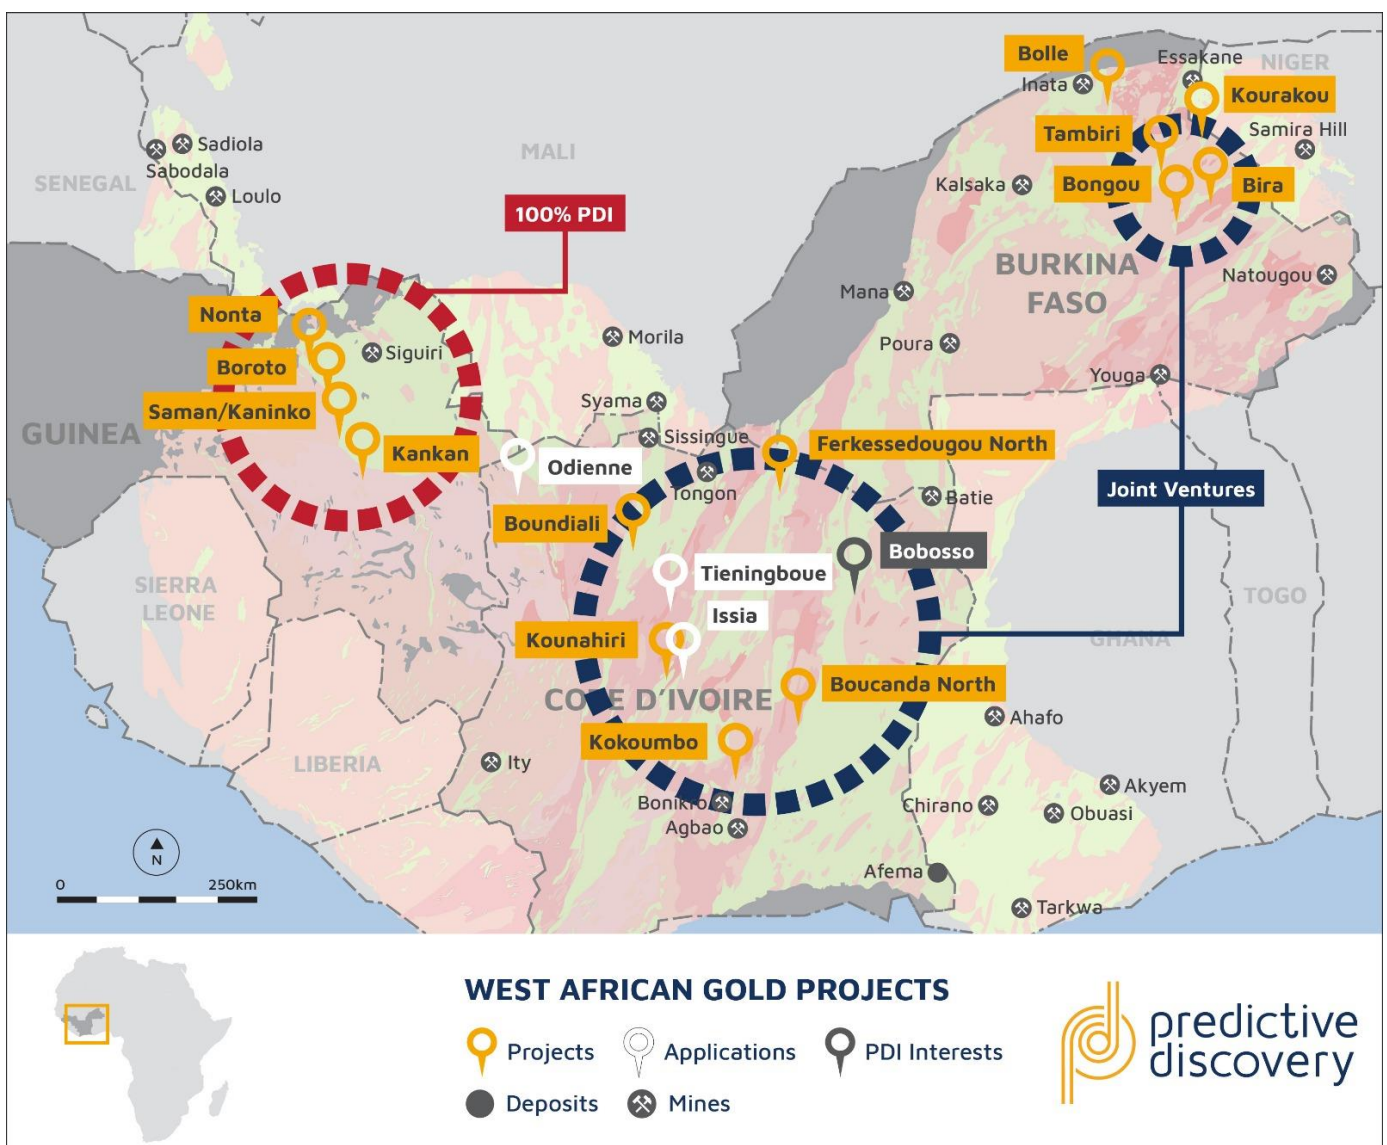 Bolle
Essakane
NIGER
Inata
Kourakou
Sadiola
Sabodala
MALI
Tambiri
Samira Hill
SENEGAL
Loulo
Kalsaka
Bongou
Bira
100% PDI
BURKINA
FASO
Natougou
Mana
Nonta
Siguiri
Morila
Poura
Boroto
Youga
Saman/Kaninko
Syama
GUINEA
Kankan
Sissingue
Ferkessedougou North
Odienne
Tongon
Batie
Joint Ventures
Boundiali
Bobosso
Tieningboue
SIERRA
LEONE
TOGO
Issia
Kounahiri
GHANA
COTE D'IVOIRE
Boucanda North
Ahafo
Kokoumbo
LIBERIA
Ity
Akyem
Bonikro
Chirano
Obuasi
Agbao
N
Afema
0 250km
Tarkwa
WEST AFRICAN GOLD PROJECTS
Projects
Applications
PDI Interests
Deposits
Mines
predictive
discovery